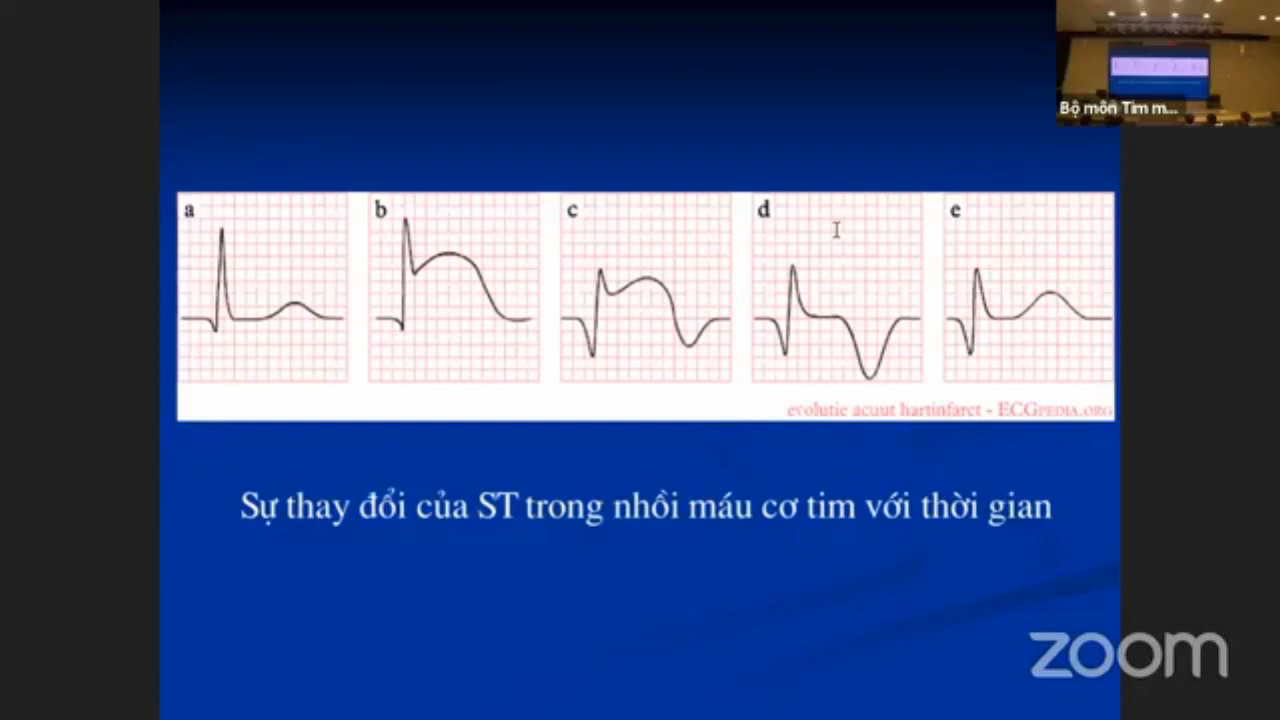 Bộ môn Tim m...
a b c d e
evolutie acuut hartinfarct - ECGPEDIA.ORG
Sự thay đổi của ST trong nhồi máu cơ tim với thời gian
zoom